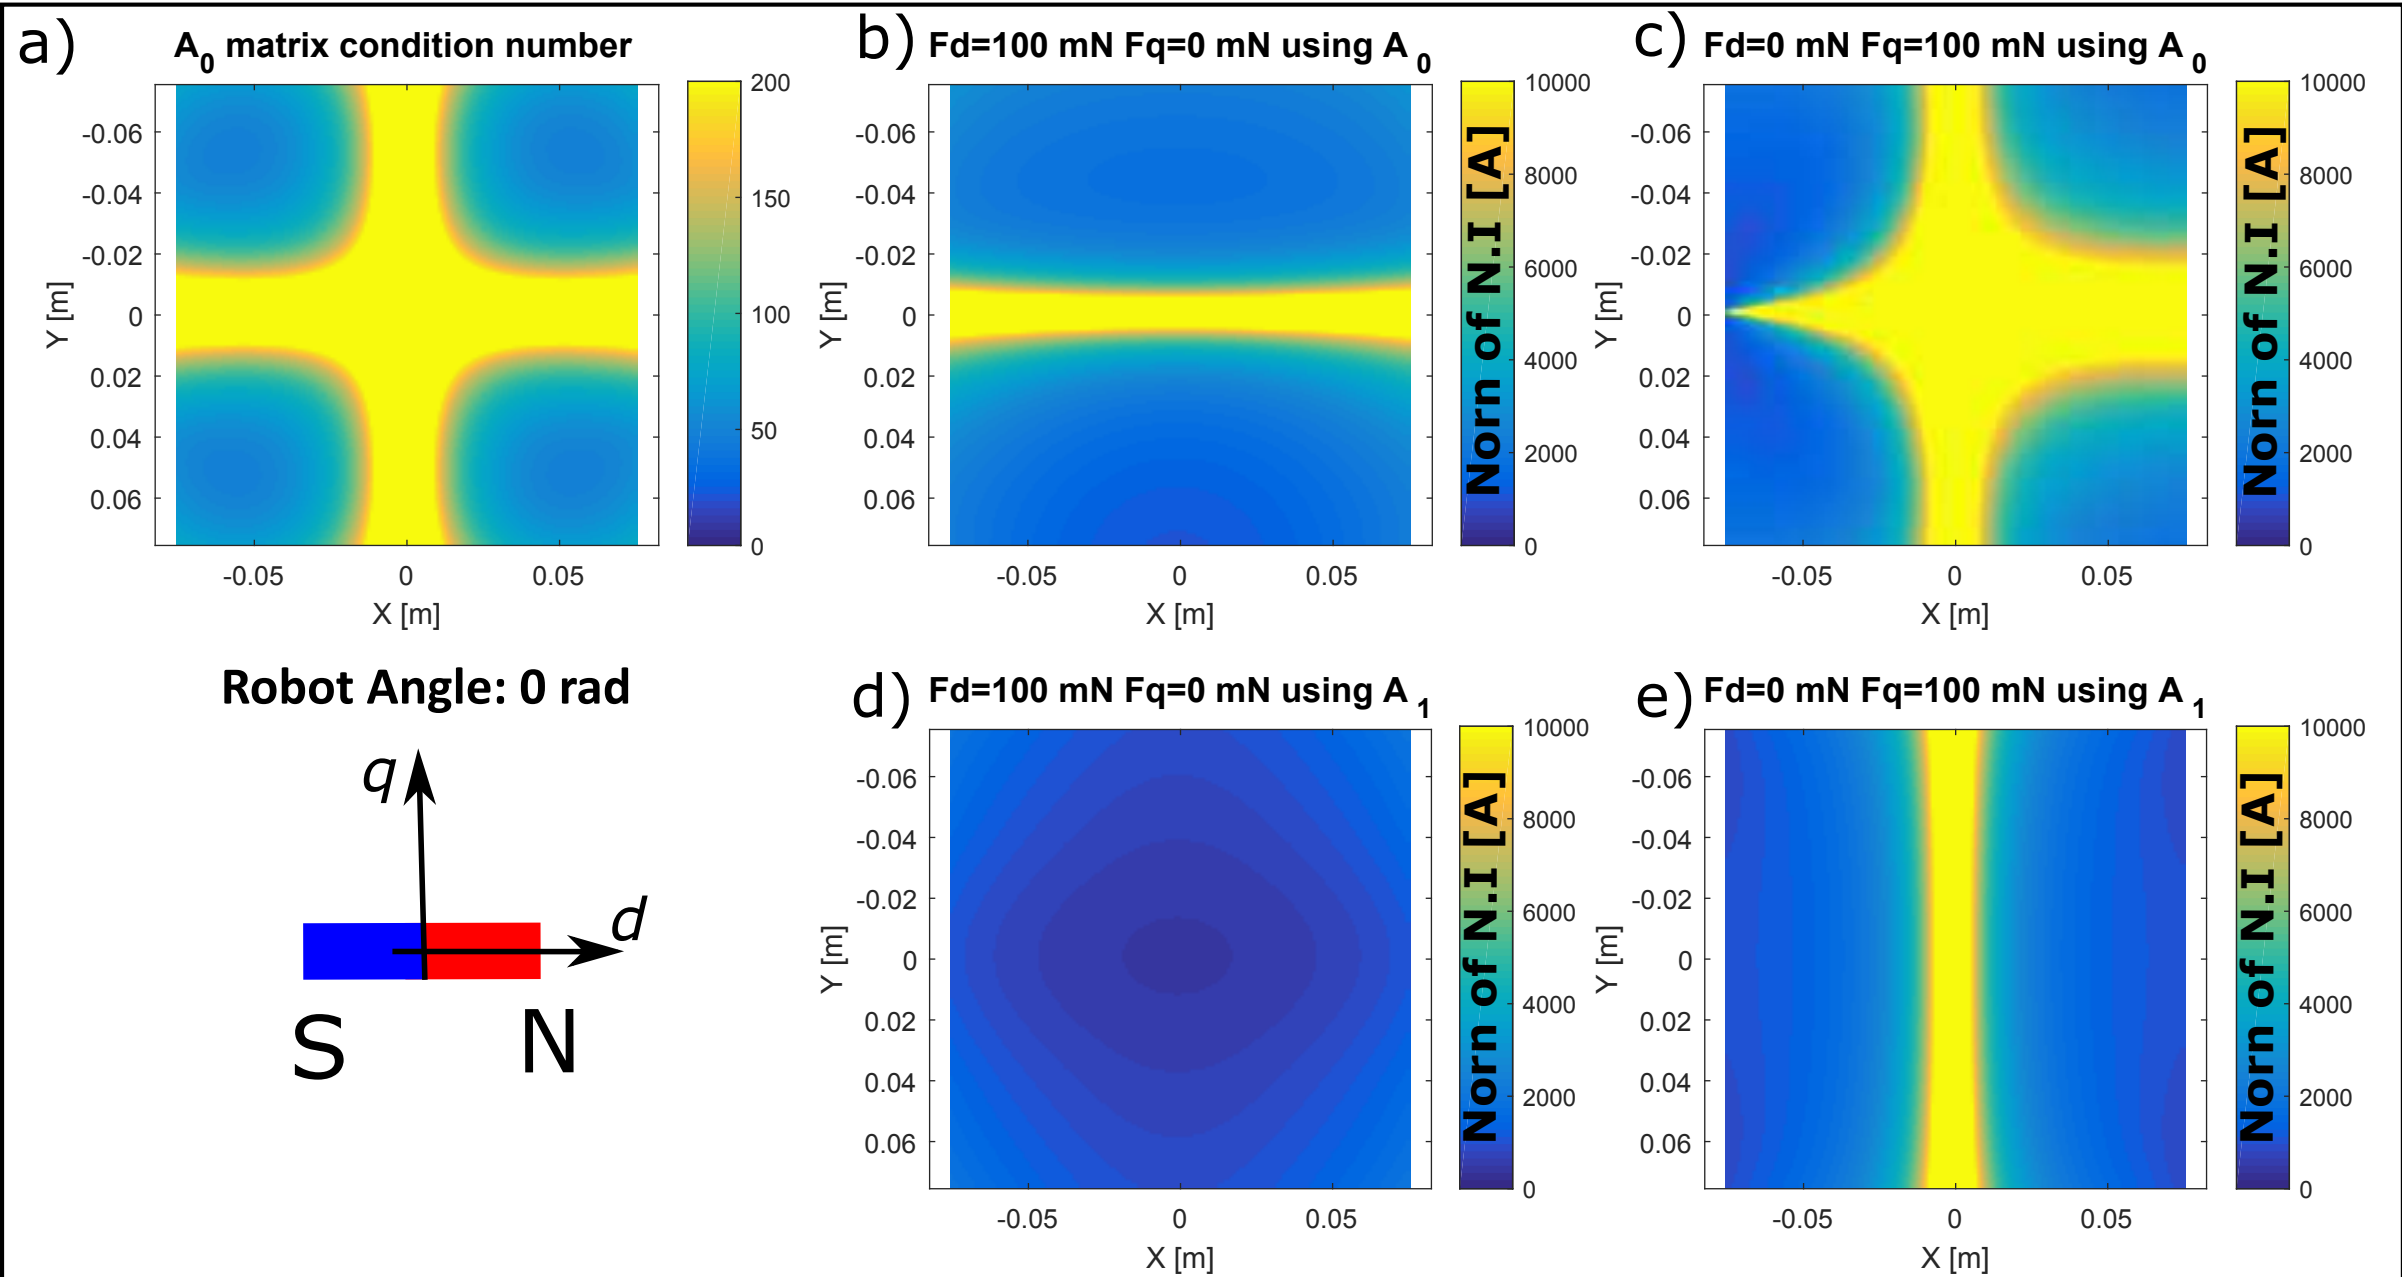 a)
A0 matrix condition number
-0.06
-0.04
-0.02
0
0.02
0.04
0.06
Y [m]
-0.05 0 0.05
X [m]
200
150
100
50
0
b)
Fd=100 mN Fq=0 mN using A0
-0.06
-0.04
-0.02
0
0.02
0.04
0.06
Y [m]
-0.05 0 0.05
X [m]
10000
8000
6000
4000
2000
0
Norn of N.I [A]
c)
Fd=0 mN Fq=100 mN using A0
-0.06
-0.04
-0.02
0
0.02
0.04
0.06
Y [m]
-0.05 0 0.05
X [m]
10000
8000
6000
4000
2000
0
Norn of N.I [A]
Robot Angle: 0 rad
q
d
S N
d)
Fd=100 mN Fq=0 mN using A1
-0.06
-0.04
-0.02
0
0.02
0.04
0.06
Y [m]
-0.05 0 0.05
X [m]
10000
8000
6000
4000
2000
0
Norn of N.I [A]
e)
Fd=0 mN Fq=100 mN using A1
-0.06
-0.04
-0.02
0
0.02
0.04
0.06
Y [m]
-0.05 0 0.05
X [m]
10000
8000
6000
4000
2000
0
Norn of N.I [A]